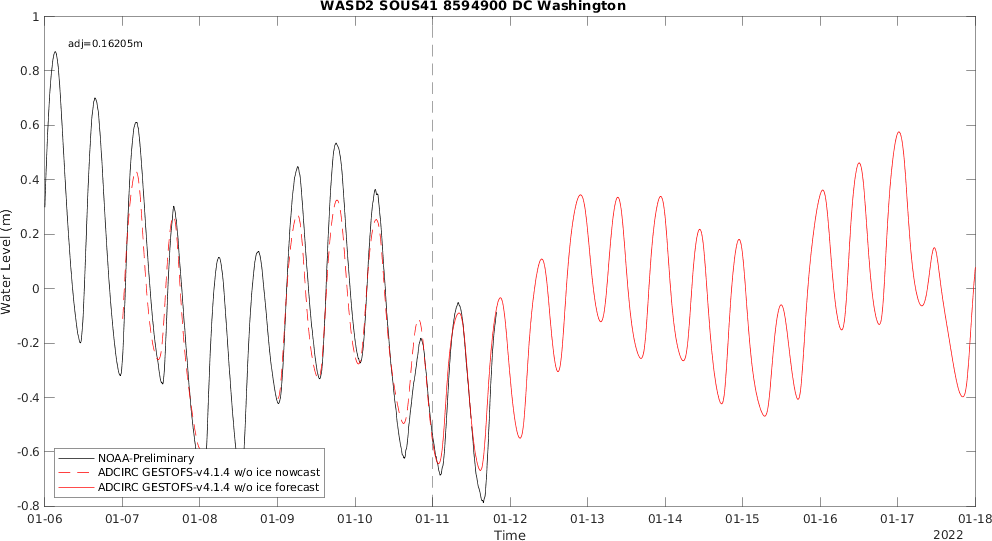 WASD2 SOUS41 8594900 DC Washington
adj=0.16205m
Water Level (m)
1
0.8
0.6
0.4
0.2
0
-0.2
-0.4
-0.6
-0.8
NOAA-Preliminary
ADCIRC GESTOFS-v4.1.4 w/o ice nowcast
ADCIRC GESTOFS-v4.1.4 w/o ice forecast
01-06 01-07 01-08 01-09 01-10 01-11 01-12 01-13 01-14 01-15 01-16 01-17 01-18
Time
2022